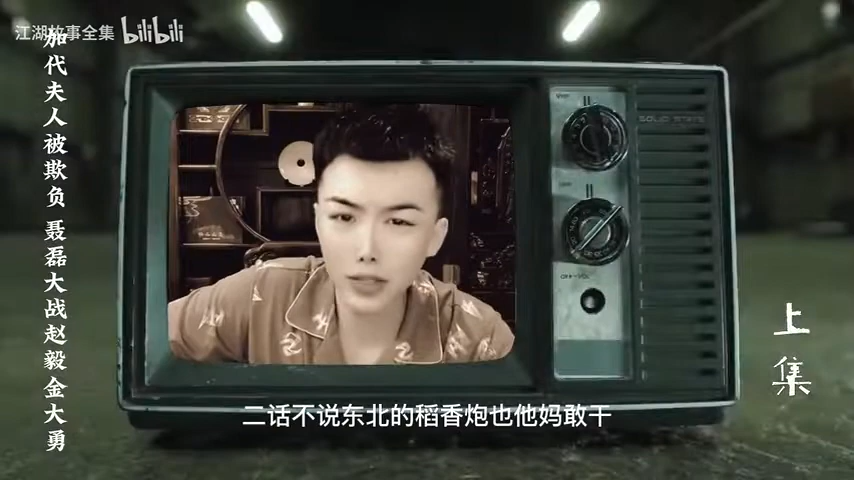 江湖故事全集 bilibili
加代夫人被欺负 聂磊大战赵毅金大勇
SOLID STATE
OFF-VOL
上集
二话不说东北的稻香炮也他妈敢干